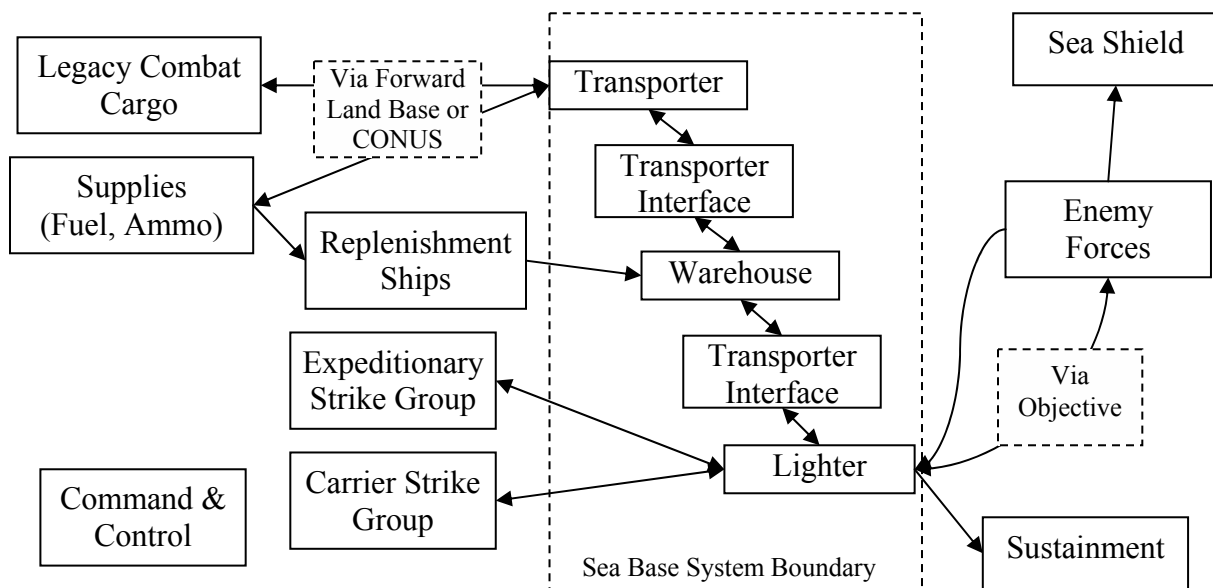 Legacy Combat
Cargo
Via Forward
Land Base or
CONUS
Transporter
Sea Shield
Supplies
(Fuel, Ammo)
Transporter
Interface
Enemy
Forces
Replenishment
Ships
Warehouse
Expeditionary
Strike Group
Transporter
Interface
Via
Objective
Command &
Control
Carrier Strike
Group
Lighter
Sustainment
Sea Base System Boundary